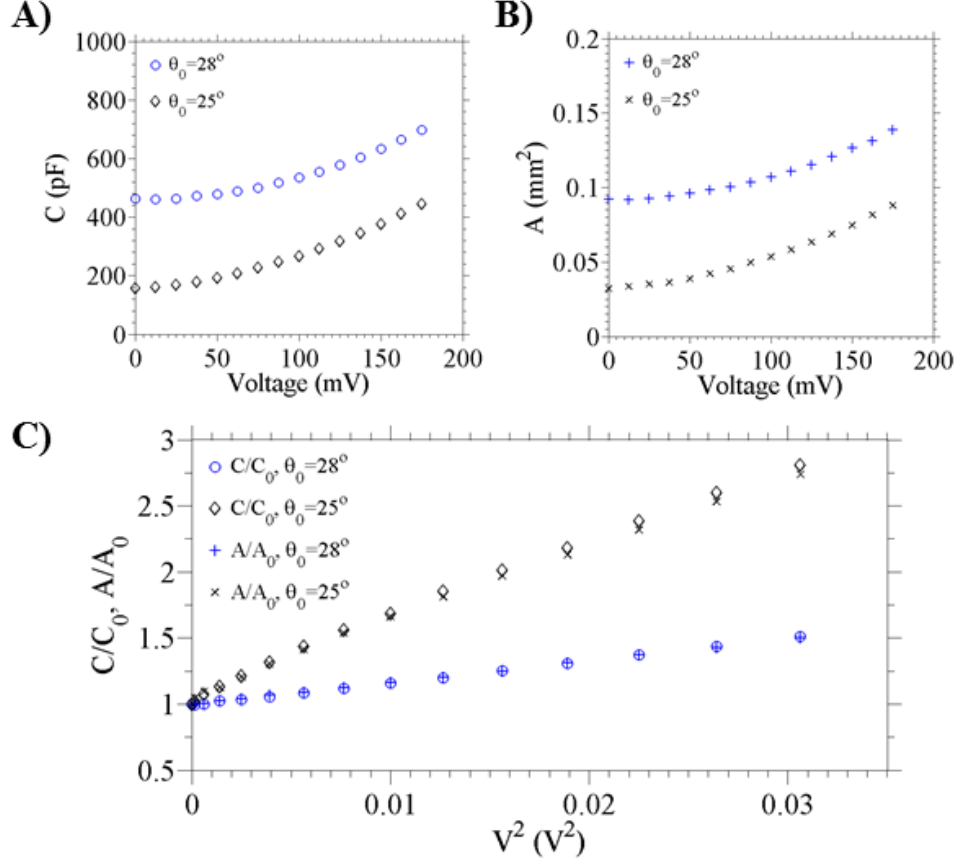 A)
1000
800
600
400
200
0
C (pF)
○ θ₀=28°
◇ θ₀=25°
0 50 100 150 200
Voltage (mV)
B)
0.2
0.15
0.1
0.05
0
A (mm²)
+ θ₀=28°
× θ₀=25°
0 50 100 150 200
Voltage (mV)
C)
3
2.5
2
1.5
1
0.5
C/C₀, A/A₀
○ C/C₀, θ₀=28°
◇ C/C₀, θ₀=25°
+ A/A₀, θ₀=28°
× A/A₀, θ₀=25°
0 0.01 0.02 0.03
V² (V²)